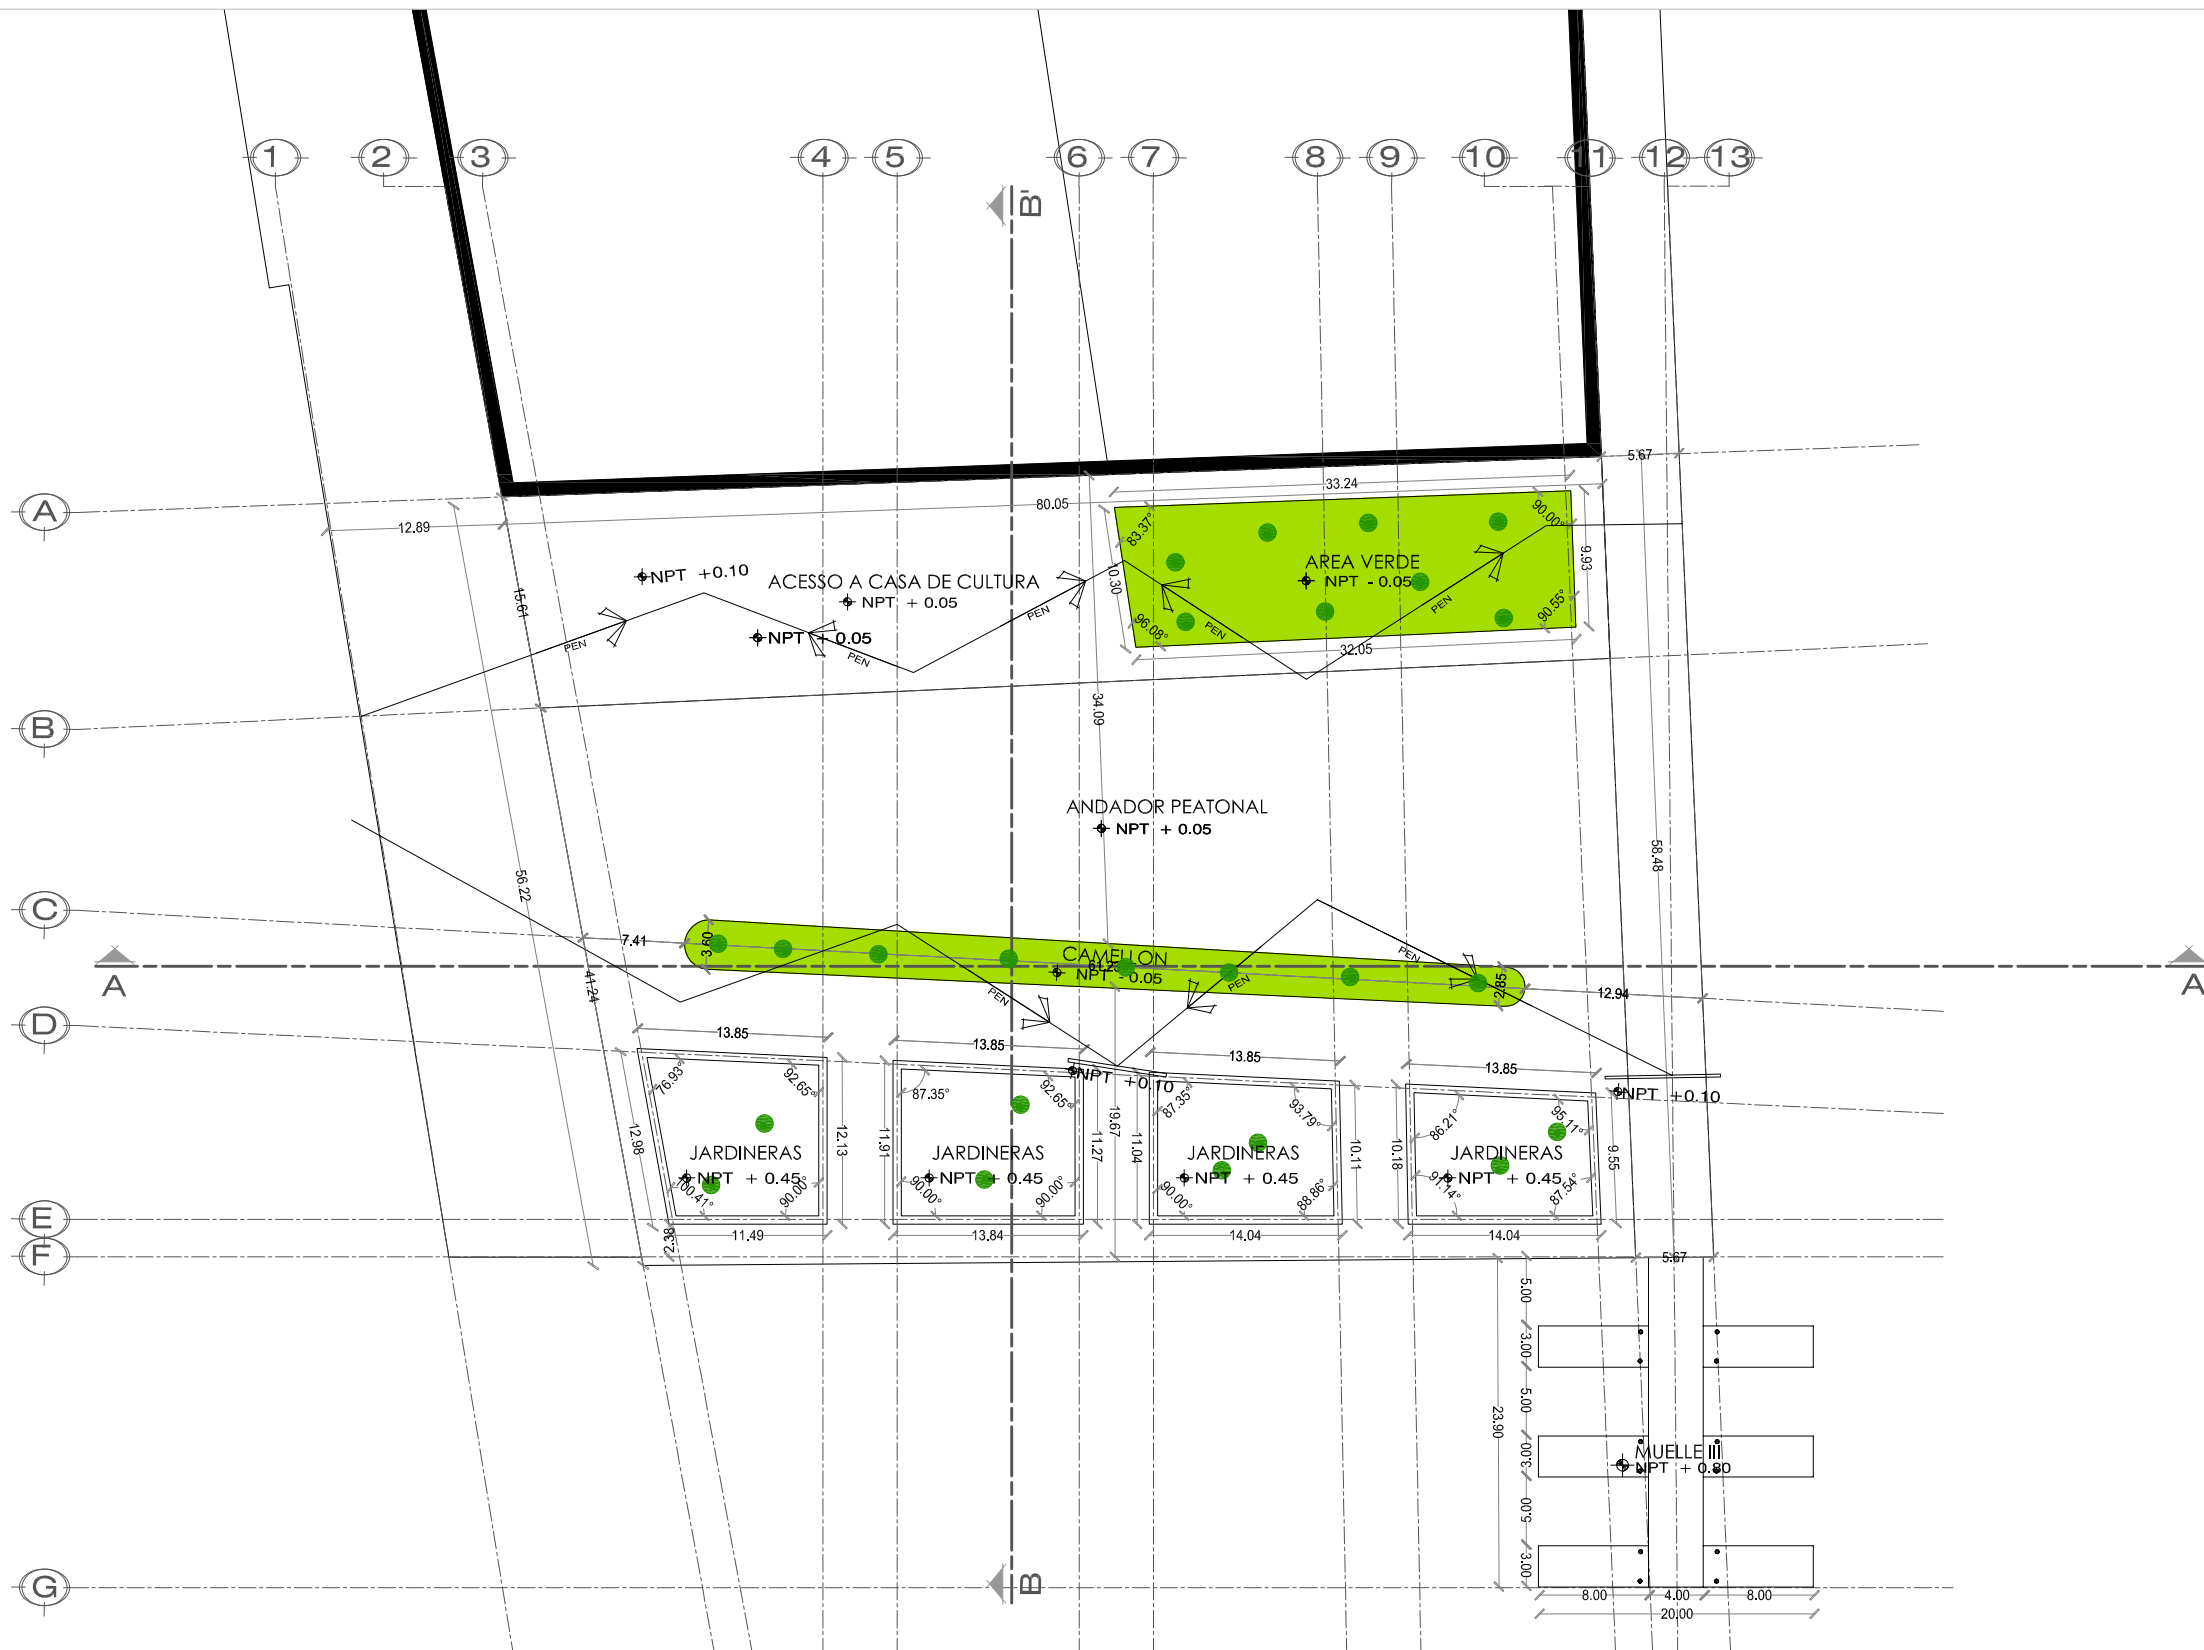 1 2 3 4 5 6 7 8 9 10 11 12 13
B'
A
5.67
33.24
80.05
12.89
83.37°
90.00°
9.93
AREA VERDE
NPT - 0.05
NPT +0.10
ACESSO A CASA DE CULTURA
NPT + 0.05
10.30
15.61
PEN
PEN
PEN
PEN
PEN
NPT + 0.05
96.08°
90.55°
32.05
B
34.09
ANDADOR PEATONAL
NPT + 0.05
58.48
56.22
C
7.41
3.60
CAMELLON
NPT - 0.05
PEN
PEN
PEN
2.85
12.94
A
A
41.24
D
13.85
13.85
13.85
13.85
NPT +0.10
NPT +0.10
76.93°
92.65°
87.35°
92.65°
87.35°
93.79°
86.21°
95.11°
12.98
12.13
11.91
11.27
19.67
11.04
10.11
10.18
9.55
JARDINERAS
NPT + 0.45
JARDINERAS
NPT + 0.45
JARDINERAS
NPT + 0.45
JARDINERAS
NPT + 0.45
100.41°
90.00°
90.00°
90.00°
90.00°
88.86°
91.14°
87.54°
E
2.38
11.49
13.84
14.04
14.04
F
5.67
5.00
3.00
5.00
23.90
3.00
MUELLE III
NPT + 0.80
5.00
3.00
G
B
8.00
4.00
8.00
20.00